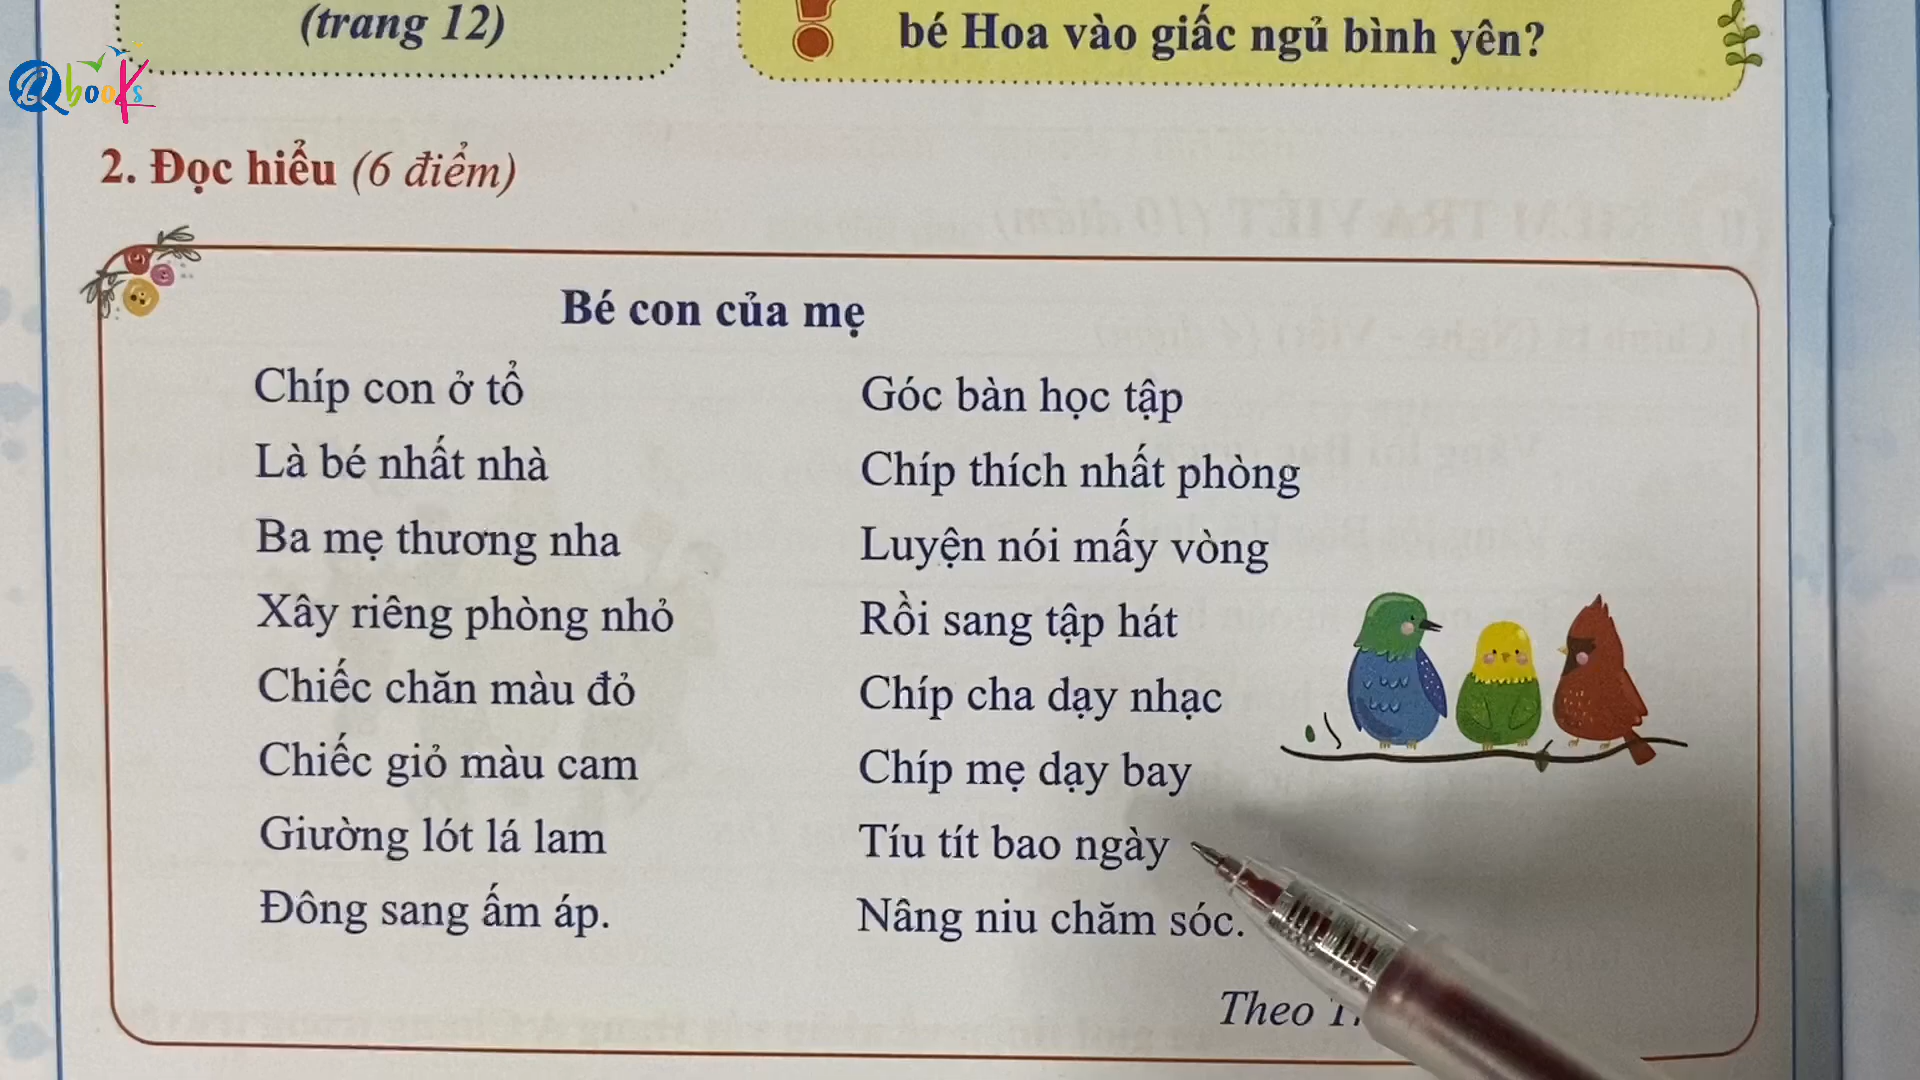 (trang 12)
bé Hoa vào giấc ngủ bình yên?
Qbooks
2. Đọc hiểu (6 điểm)
Bé con của mẹ
Chíp con ở tổ
Là bé nhất nhà
Ba mẹ thương nha
Xây riêng phòng nhỏ
Chiếc chăn màu đỏ
Chiếc giỏ màu cam
Giường lót lá lam
Đông sang ấm áp.
Góc bàn học tập
Chíp thích nhất phòng
Luyện nói mấy vòng
Rồi sang tập hát
Chíp cha dạy nhạc
Chíp mẹ dạy bay
Tíu tít bao ngày
Nâng niu chăm sóc.
Theo